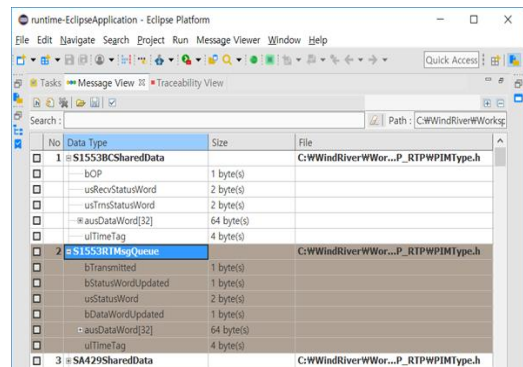 runtime-EclipseApplication - Eclipse Platform
File Edit Navigate Search Project Run Message Viewer Window Help
Quick Access
Tasks Message View Traceability View
Search : Path : C:₩WindRiver₩Worksp
No Data Type Size File
1 S1553BCSharedData C:₩WindRiver₩Wor...P_RTP₩PIMType.h
bOP 1 byte(s)
usRecvStatusWord 2 byte(s)
usTrnsStatusWord 2 byte(s)
ausDataWord[32] 64 byte(s)
ulTimeTag 4 byte(s)
2 S1553RTMsgQueue C:₩WindRiver₩Wor...P_RTP₩PIMType.h
bTransmitted 1 byte(s)
bStatusWordUpdated 1 byte(s)
usStatusWord 2 byte(s)
bDataWordUpdated 1 byte(s)
ausDataWord[32] 64 byte(s)
ulTimeTag 4 byte(s)
3 SA429SharedData C:₩WindRiver₩Wor...P_RTP₩PIMType.h